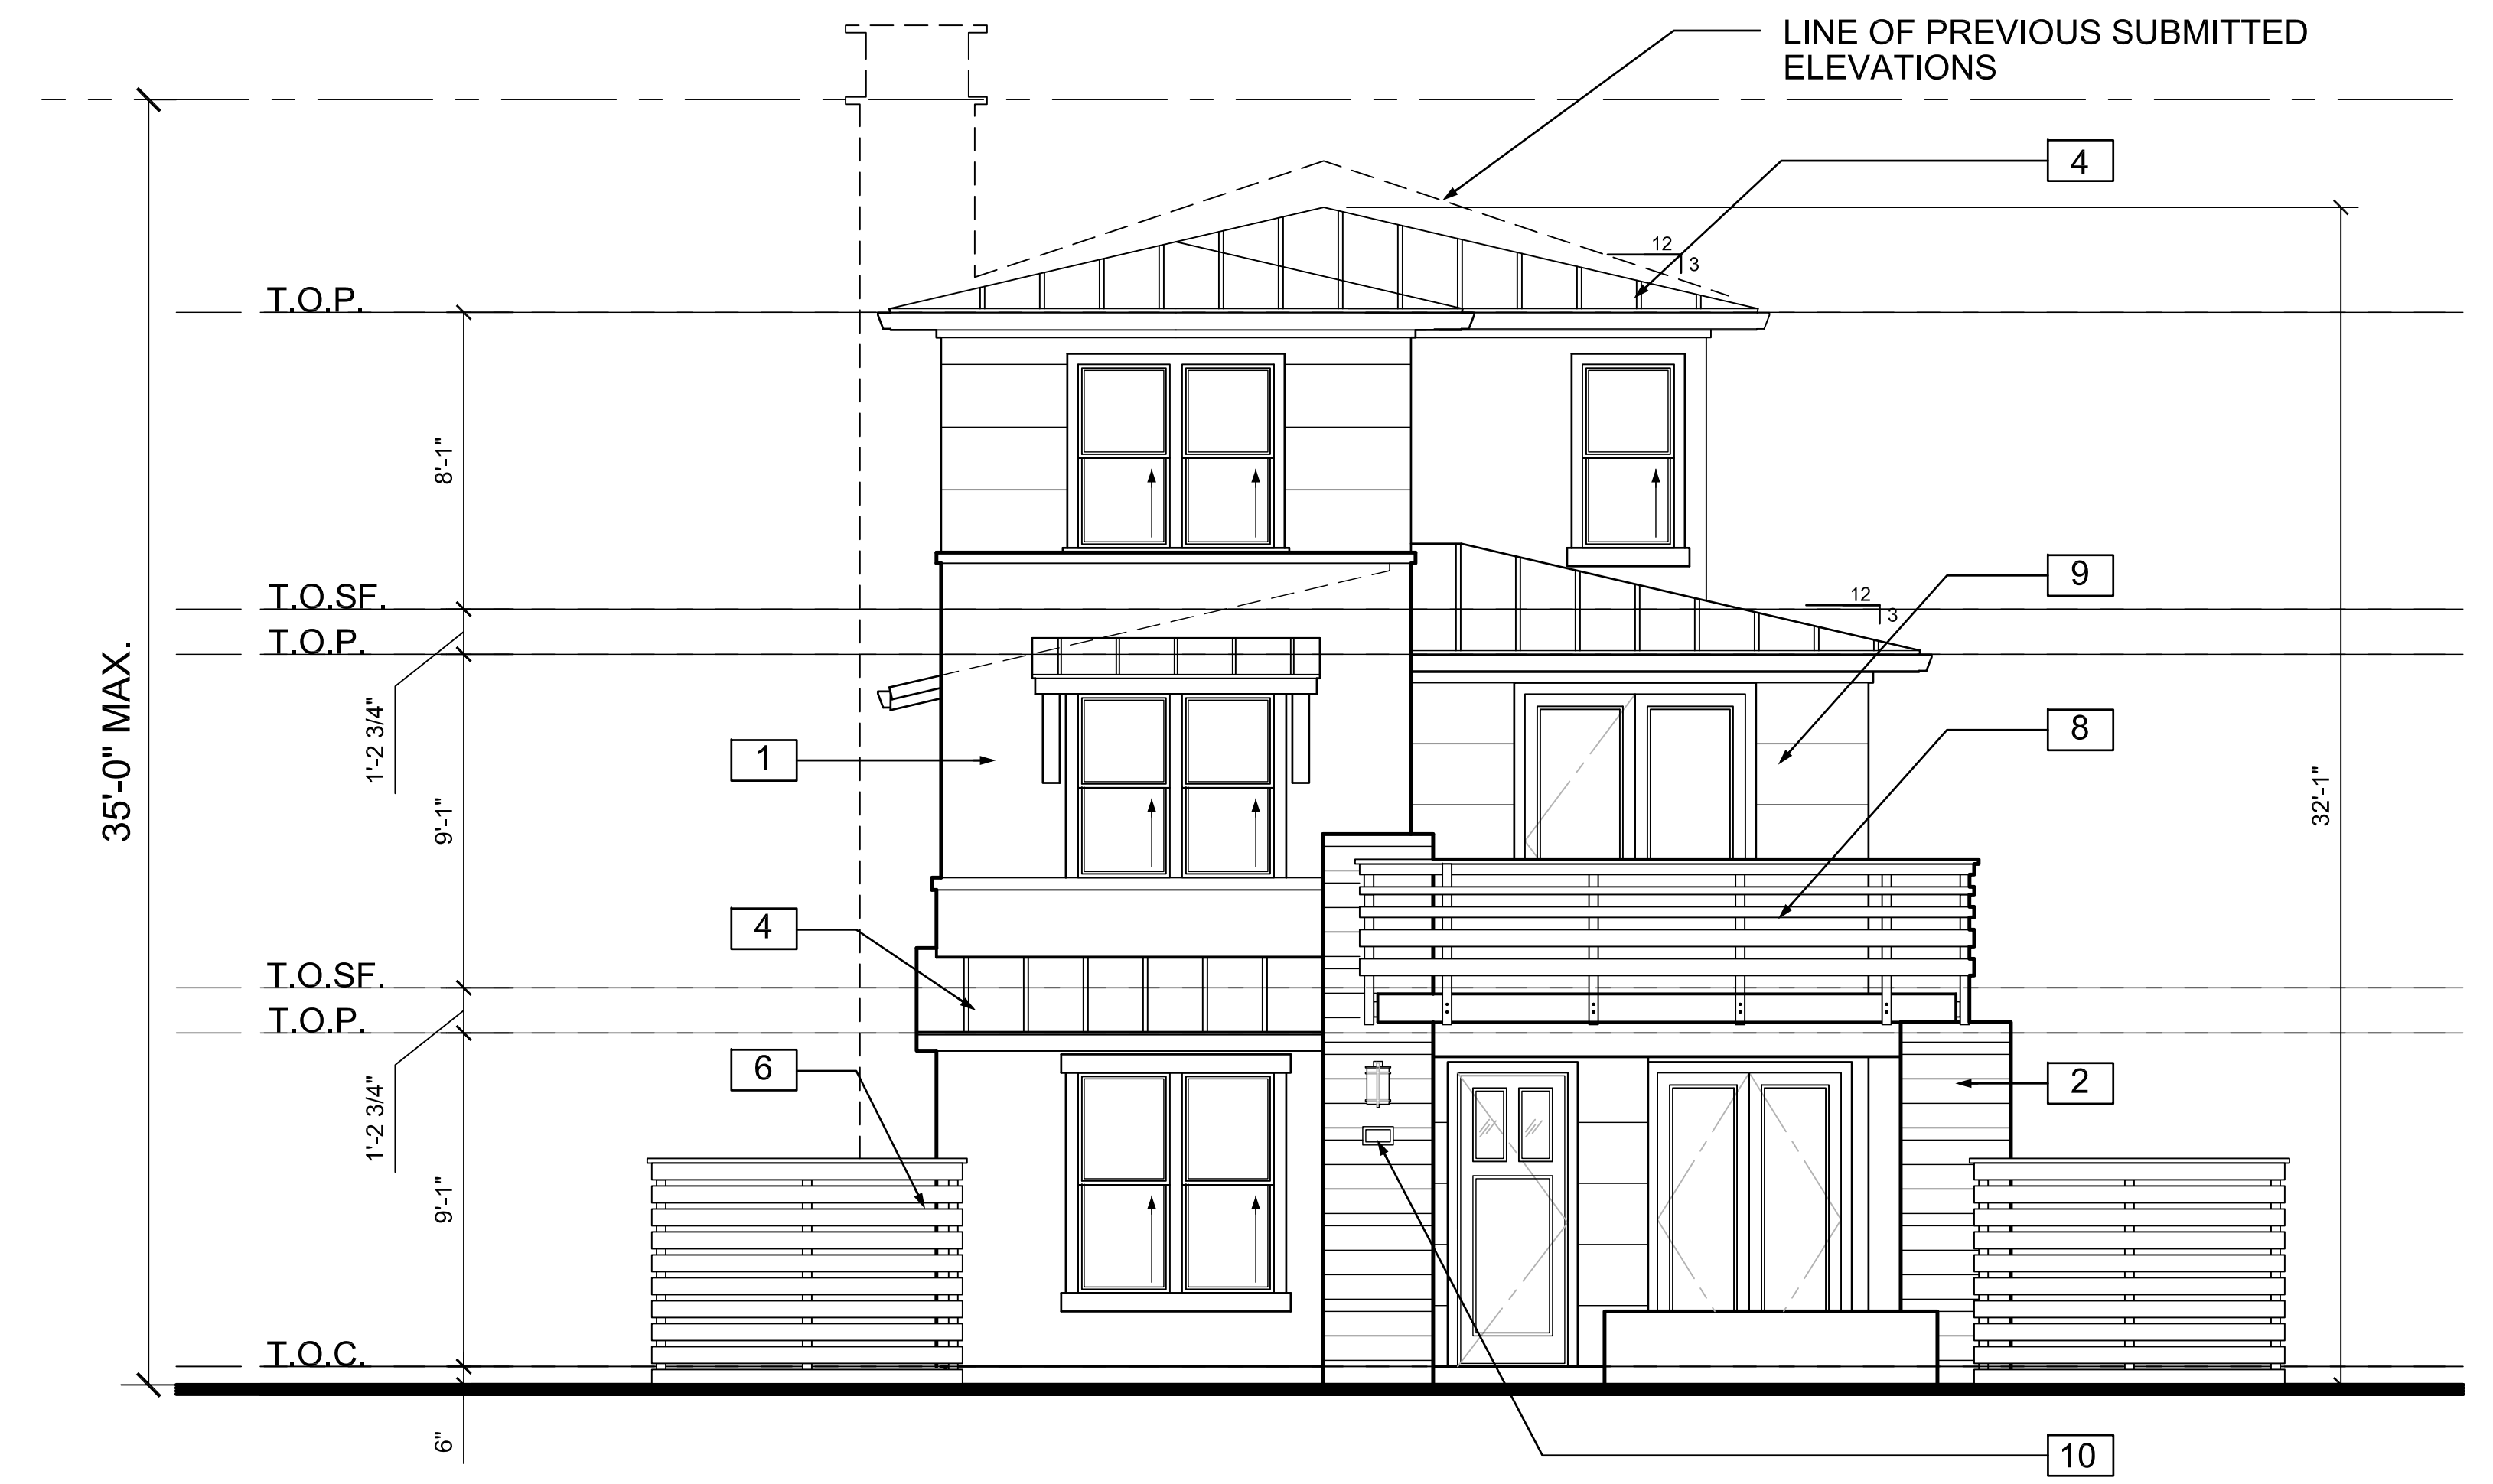 LINE OF PREVIOUS SUBMITTED
ELEVATIONS
4
12
3
T.O.P.
8'-1"
T.O.SF.
9
12
3
T.O.P.
1'-2 3/4"
35'-0" MAX.
8
1
32'-1"
9'-1"
4
T.O.SF.
T.O.P.
6
2
1'-2 3/4"
9'-1"
T.O.C.
6"
10